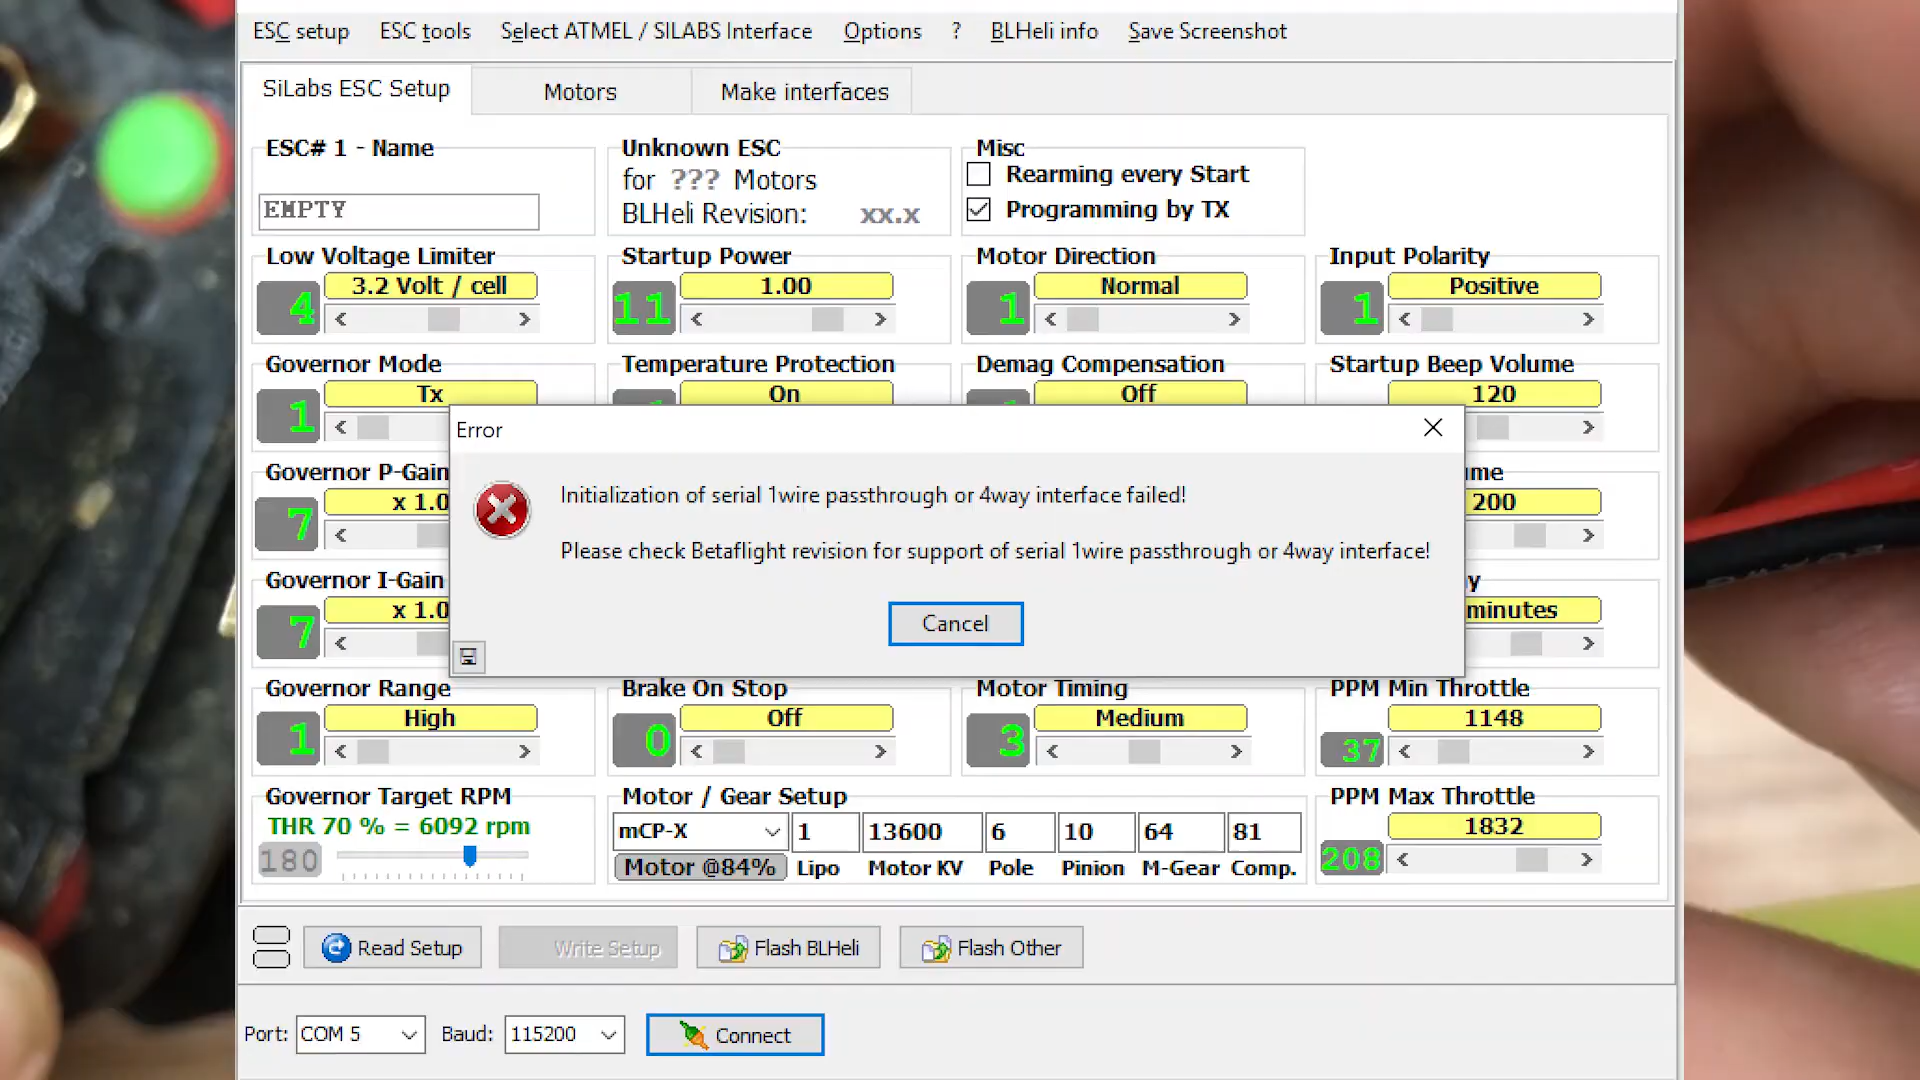 ESC setup ESC tools Select ATMEL / SILABS Interface Options ? BLHeli info Save Screenshot
SiLabs ESC Setup Motors Make interfaces
ESC# 1 - Name
EMPTY
Unknown ESC
for ??? Motors
BLHeli Revision: xx.x
Misc
Rearming every Start
Programming by TX
Low Voltage Limiter
3.2 Volt / cell
4
Startup Power
1.00
11
Motor Direction
Normal
1
Input Polarity
Positive
1
Governor Mode
Tx
1
Temperature Protection
On
Demag Compensation
Off
Startup Beep Volume
120
Error
Initialization of serial 1wire passthrough or 4way interface failed!
Please check Betaflight revision for support of serial 1wire passthrough or 4way interface!
Cancel
Governor P-Gain
x 1.0
7
ume
200
Governor I-Gain
x 1.0
7
y
minutes
Governor Range
High
1
Brake On Stop
Off
0
Motor Timing
Medium
3
PPM Min Throttle
1148
37
Governor Target RPM
THR 70 % = 6092 rpm
180
Motor / Gear Setup
mCP-X 1 13600 6 10 64 81
Motor @84% Lipo Motor KV Pole Pinion M-Gear Comp.
PPM Max Throttle
1832
208
Read Setup Write Setup Flash BLHeli Flash Other
Port: COM 5 Baud: 115200 Connect